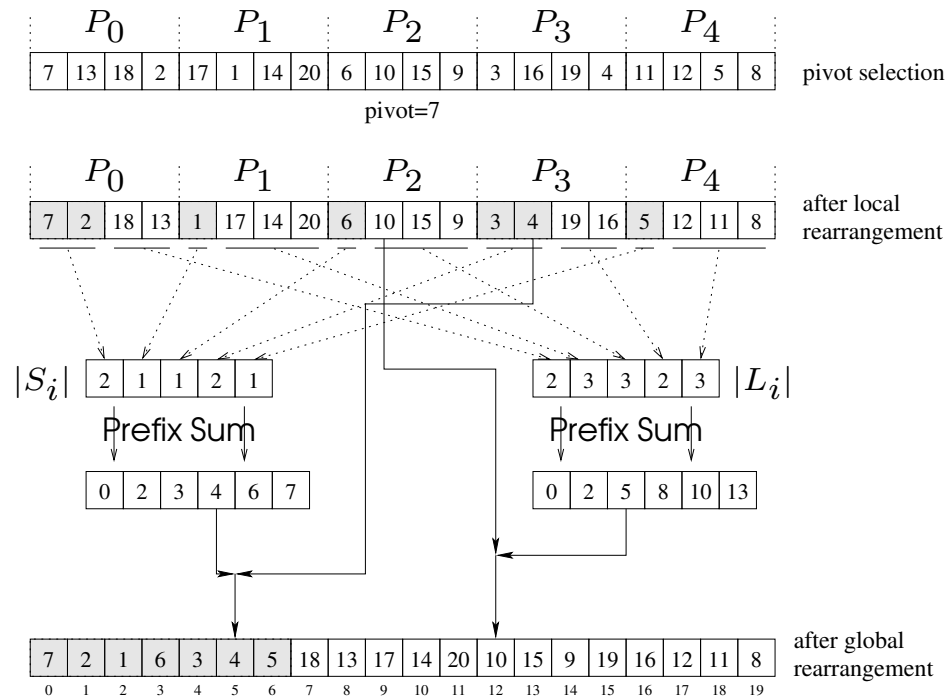 P0 P1 P2 P3 P4
7 13 18 2 17 1 14 20 6 10 15 9 3 16 19 4 11 12 5 8 pivot selection
pivot=7
P0 P1 P2 P3 P4
7 2 18 13 1 17 14 20 6 10 15 9 3 4 19 16 5 12 11 8
after local
rearrangement
|Si| 2 1 1 2 1 2 3 3 2 3 |Li|
Prefix Sum Prefix Sum
0 2 3 4 6 7 0 2 5 8 10 13
7 2 1 6 3 4 5 18 13 17 14 20 10 15 9 19 16 12 11 8
after global
rearrangement
0 1 2 3 4 5 6 7 8 9 10 11 12 13 14 15 16 17 18 19